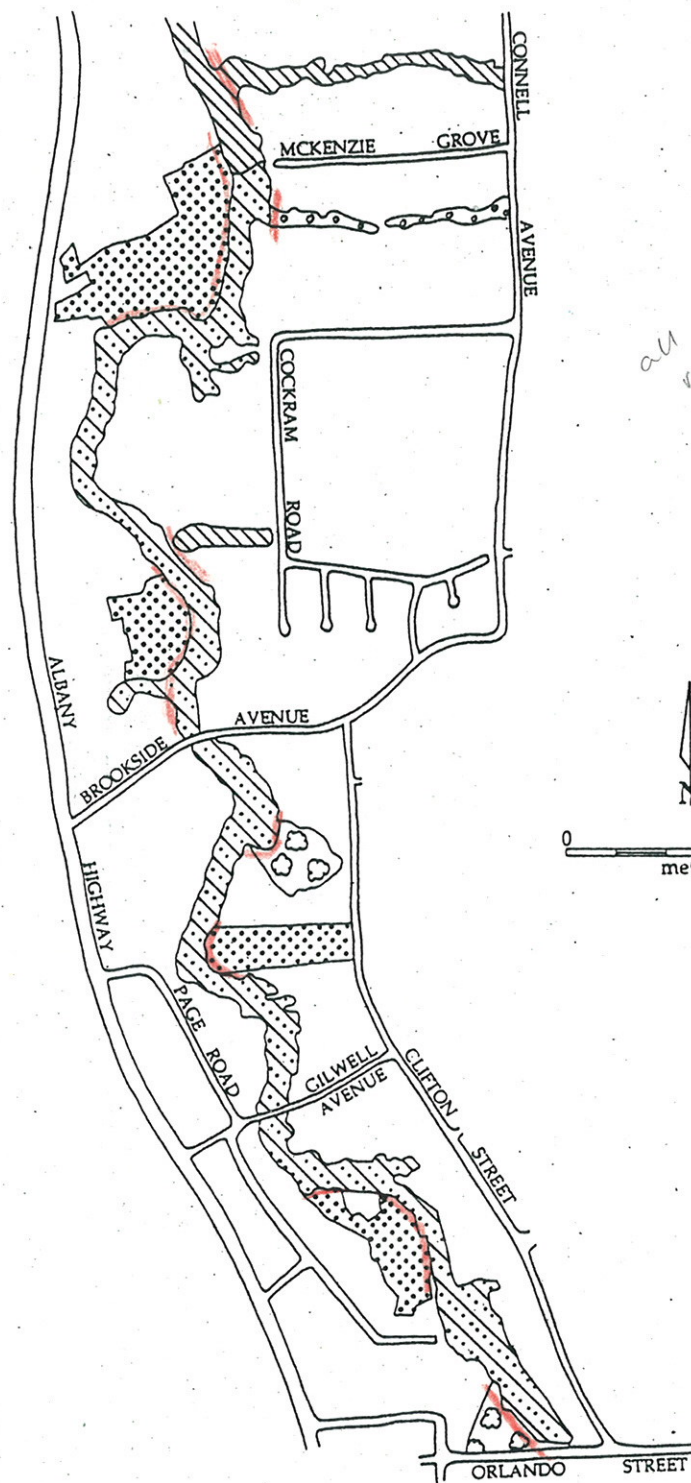 CONNELL
MCKENZIE GROVE
AVENUE
all
COCKRAM
ROAD
ALBANY
AVENUE
BROOKSIDE
N
0
HIGHWAY
PAGE
ROAD
GILWELL
AVENUE
CLIFTON
STREET
ORLANDO STREET